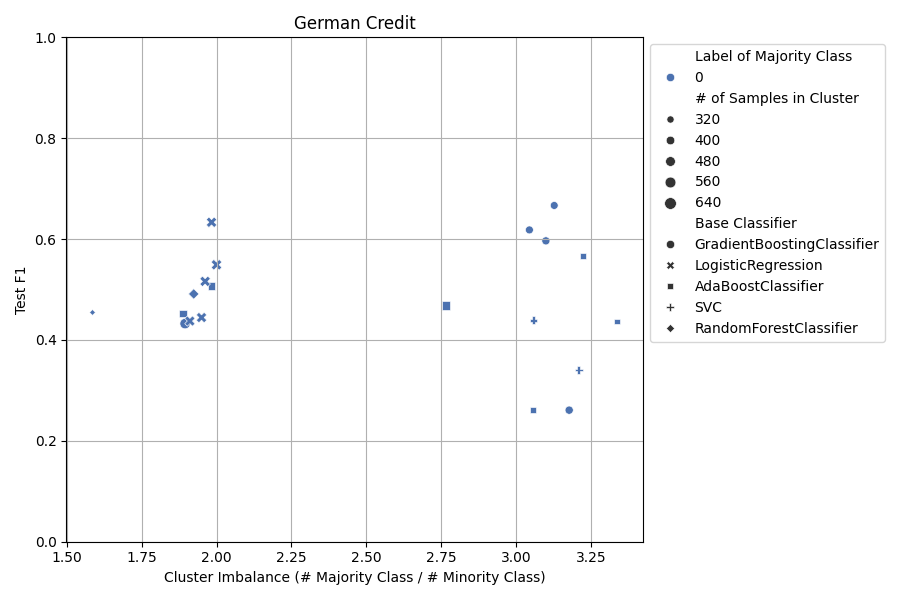 German Credit
1.0
0.8
0.6
0.4
0.2
0.0
Test F1
1.50 1.75 2.00 2.25 2.50 2.75 3.00 3.25
Cluster Imbalance (# Majority Class / # Minority Class)
Label of Majority Class
0
# of Samples in Cluster
320
400
480
560
640
Base Classifier
GradientBoostingClassifier
LogisticRegression
AdaBoostClassifier
SVC
RandomForestClassifier